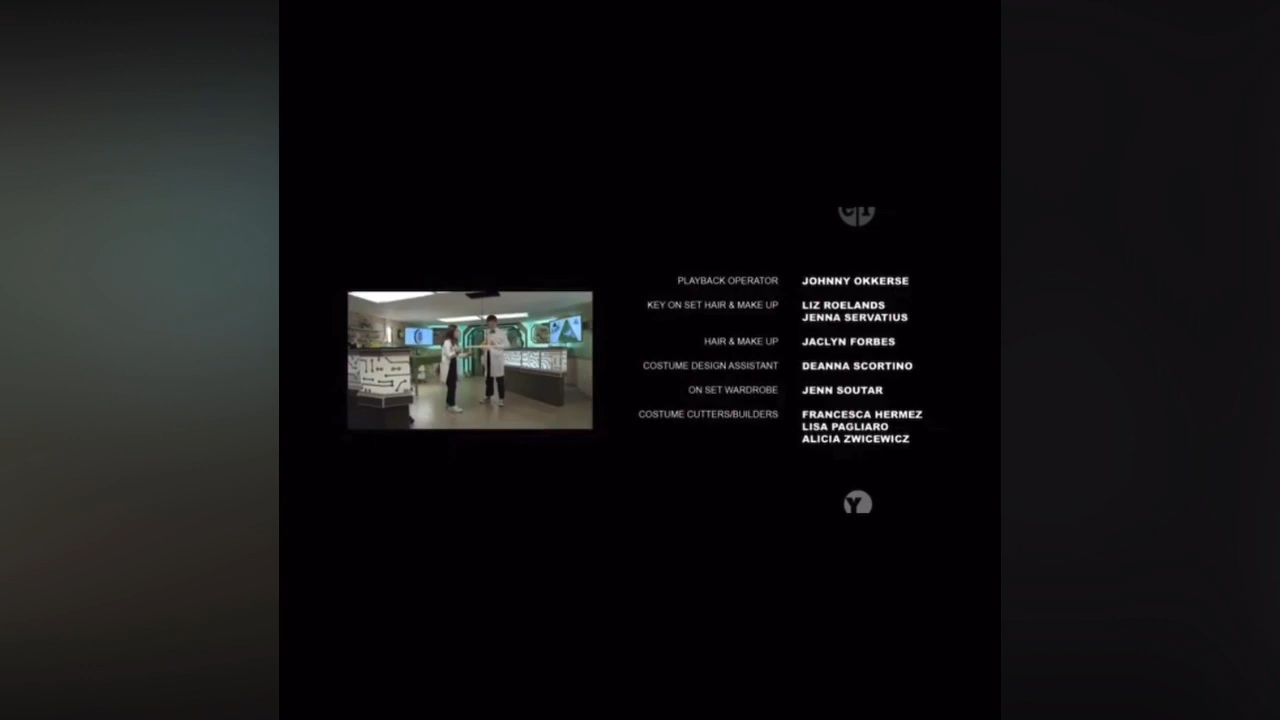 PLAYBACK OPERATOR JOHNNY OKKERSE
KEY ON SET HAIR & MAKE UP LIZ ROELANDS
JENNA SERVATIUS
HAIR & MAKE UP JACLYN FORBES
COSTUME DESIGN ASSISTANT DEANNA SCORTINO
ON SET WARDROBE JENN SOUTAR
COSTUME CUTTERS/BUILDERS FRANCESCA HERMEZ
LISA PAGLIARO
ALICIA ZWICEWICZ
Y